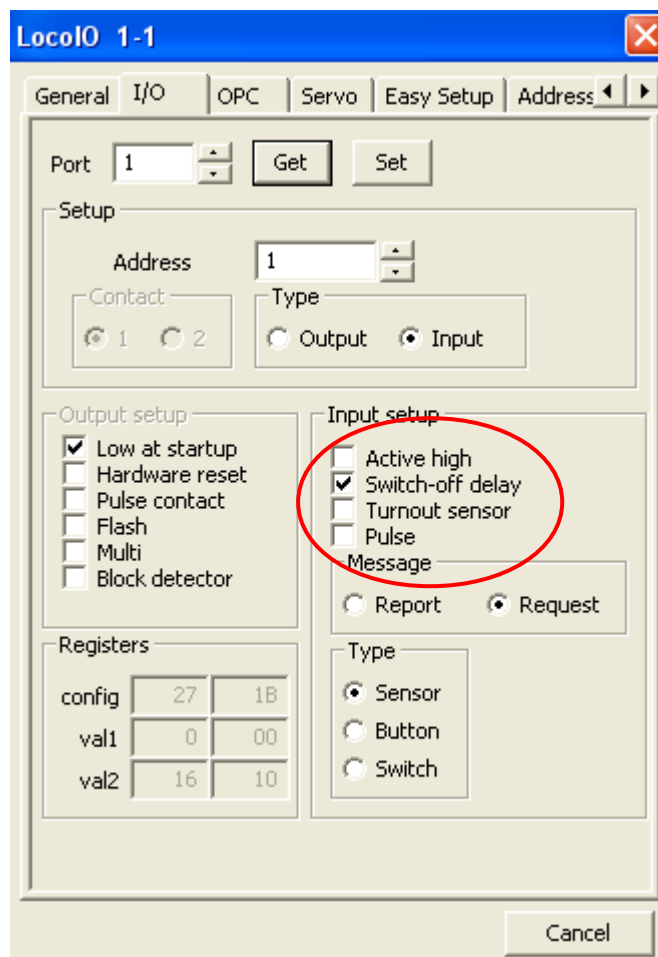 LocoIO 1-1
General I/O OPC Servo Easy Setup Address
Port 1 Get Set
Setup
Address 1
Contact Type
1 2 Output Input
Output setup
Low at startup
Hardware reset
Pulse contact
Flash
Multi
Block detector
Input setup
Active high
Switch-off delay
Turnout sensor
Pulse
Message
Report Request
Registers
config 27 1B
val1 0 00
val2 16 10
Type
Sensor
Button
Switch
Cancel